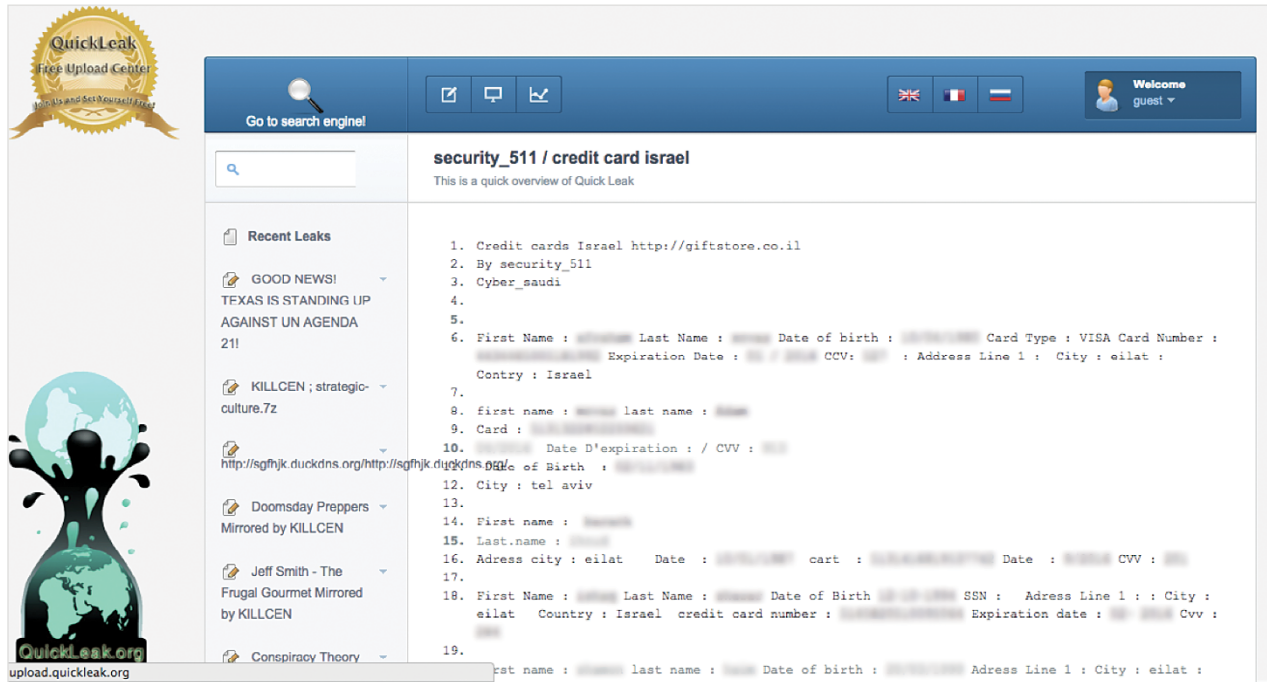 QuickLeak
Free Upload Center
Join Us and Set Yourself Free!
Go to search engine!
Welcome
guest
security_511 / credit card israel
This is a quick overview of Quick Leak
Recent Leaks
GOOD NEWS!
TEXAS IS STANDING UP
AGAINST UN AGENDA
21!
KILLCEN ; strategic-
culture.7z
http://sgfhjk.duckdns.org/http://sgfhjk.duckdns.org/
Doomsday Preppers
Mirrored by KILLCEN
Jeff Smith - The
Frugal Gourmet Mirrored
by KILLCEN
Conspiracy Theory
1. Credit cards Israel http://giftstore.co.il
2. By security_511
3. Cyber_saudi
4.
5.
6. First Name : Last Name : Date of birth : Card Type : VISA Card Number :
Expiration Date : / CCV: : Address Line 1 : City : eilat :
Contry : Israel
7.
8. first name : last name :
9. Card :
10. Date D'expiration : / CVV :
11. Date of Birth :
12. City : tel aviv
13.
14. First name :
15. Last.name :
16. Adress city : eilat Date : cart : Date : CVV :
17.
18. First Name : Last Name : Date of Birth SSN : Adress Line 1 : : City :
eilat Country : Israel credit card number : Expiration date : Cvv :
19.
rst name : last name : Date of birth : Adress Line 1 : City : eilat :
QuickLeak.org
upload.quickleak.org